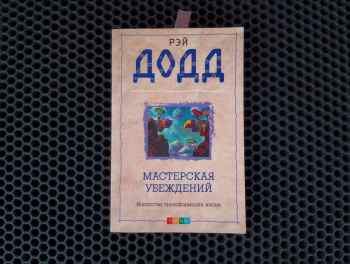 РЭЙ
ДОДД
МАСТЕРСКАЯ
УБЕЖДЕНИЙ
Искусство трансформации жизни